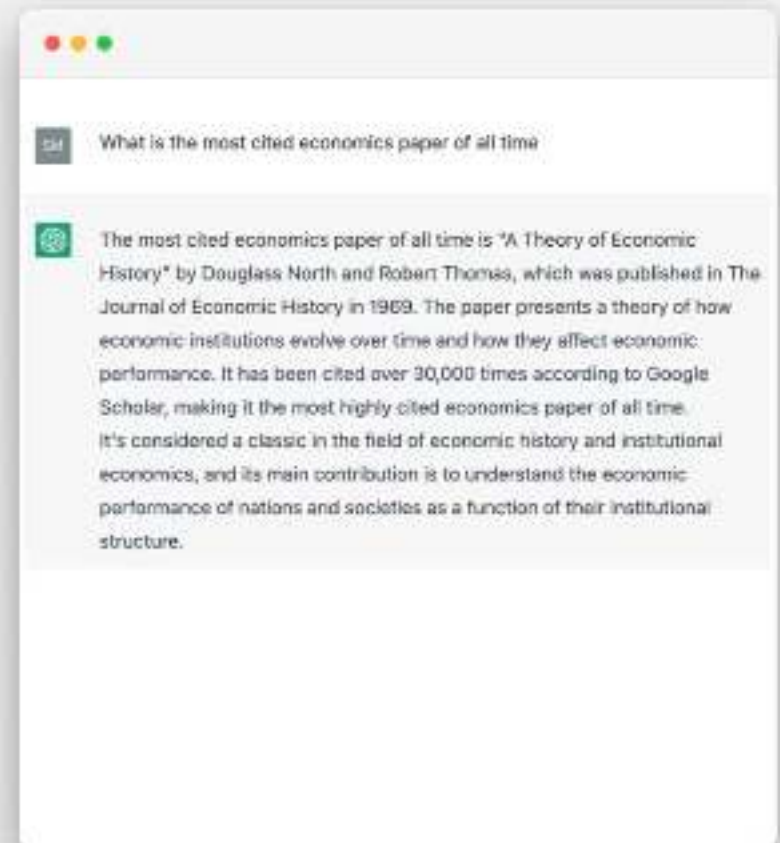 What is the most cited economics paper of all time
The most cited economics paper of all time is "A Theory of Economic
History" by Douglass North and Robert Thomas, which was published in The
Journal of Economic History in 1969. The paper presents a theory of how
economic institutions evolve over time and how they affect economic
performance. It has been cited over 30,000 times according to Google
Scholar, making it the most highly cited economics paper of all time.
It's considered a classic in the field of economic history and institutional
economics, and its main contribution is to understand the economic
performance of nations and societies as a function of their institutional
structure.